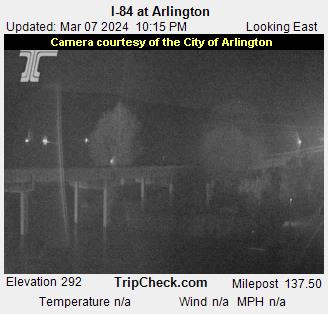 I-84 at Arlington
Updated: Mar 07 2024 10:15 PM Looking East
Camera courtesy of the City of Arlington
Elevation 292 TripCheck.com Milepost 137.50
Temperature n/a Wind n/a MPH n/a